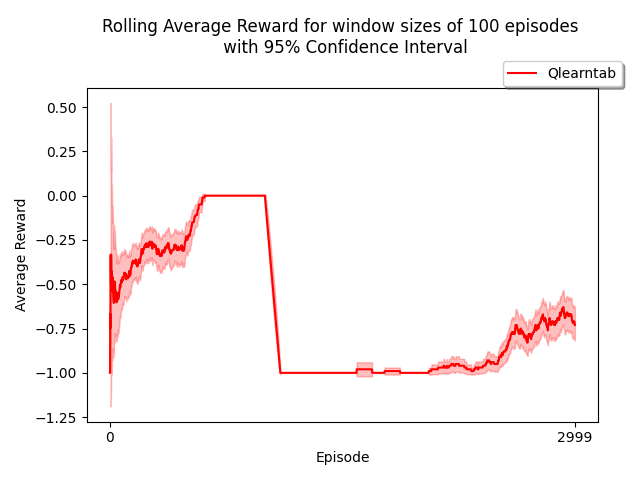 Rolling Average Reward for window sizes of 100 episodes
with 95% Confidence Interval
Qlearntab
0.50
0.25
0.00
−0.25
−0.50
−0.75
−1.00
−1.25
Average Reward
0
2999
Episode